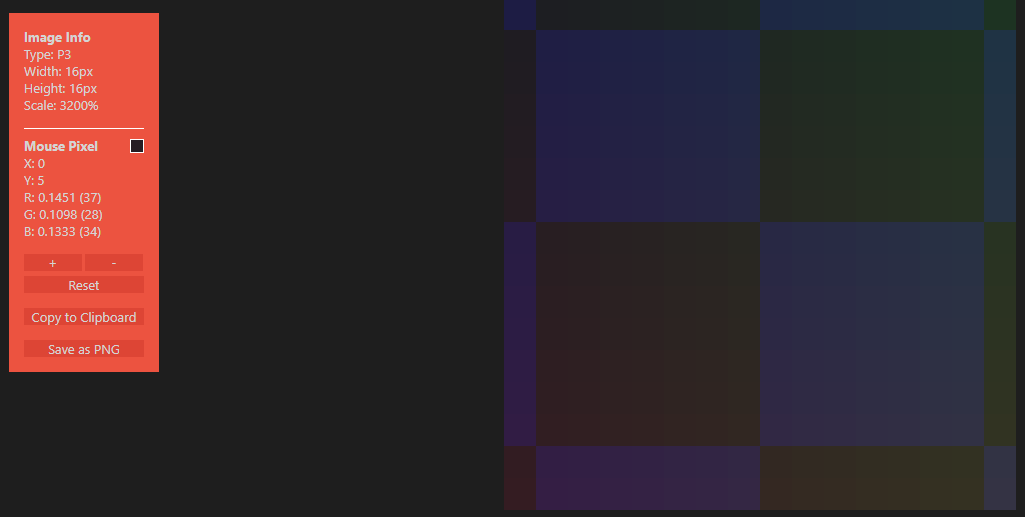 Image Info
Type: P3
Width: 16px
Height: 16px
Scale: 3200%
Mouse Pixel
X: 0
Y: 5
R: 0.1451 (37)
G: 0.1098 (28)
B: 0.1333 (34)
+ -
Reset
Copy to Clipboard
Save as PNG